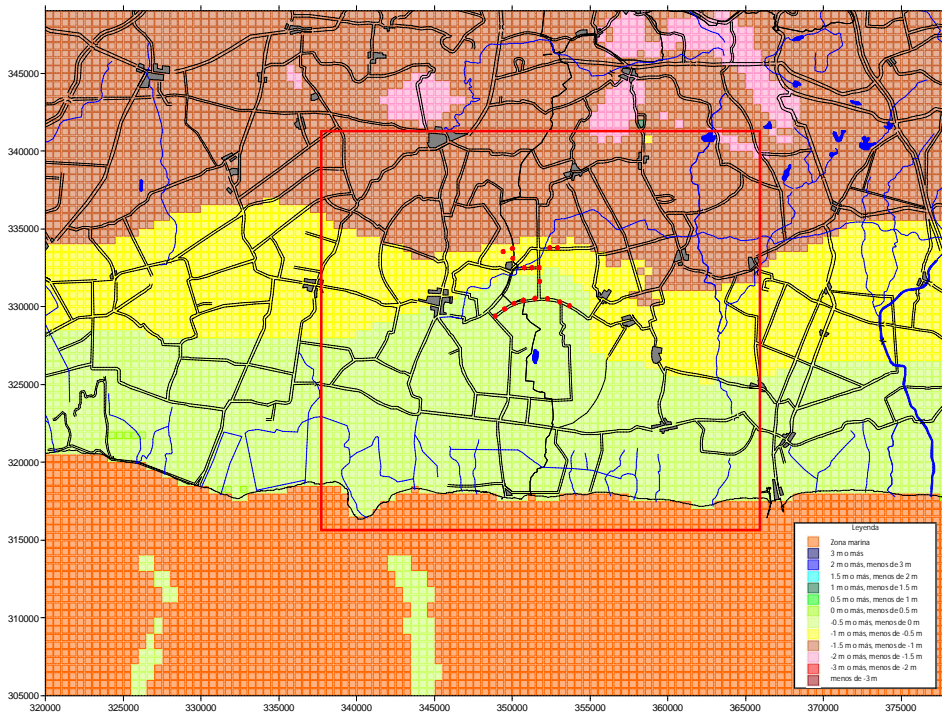 345000
340000
335000
330000
325000
320000
315000
310000
305000
320000
325000
330000
335000
340000
345000
350000
355000
360000
365000
370000
375000
Leyenda
Zona marina
3 m o más
2 m o más, menos de 3 m
1.5 m o más, menos de 2 m
1 m o más, menos de 1.5 m
0.5 m o más, menos de 1 m
0 m o más, menos de 0.5 m
-0.5 m o más, menos de 0 m
-1 m o más, menos de -0.5 m
-1.5 m o más, menos de -1 m
-2 m o más, menos de -1.5 m
-3 m o más, menos de -2 m
menos de -3 m